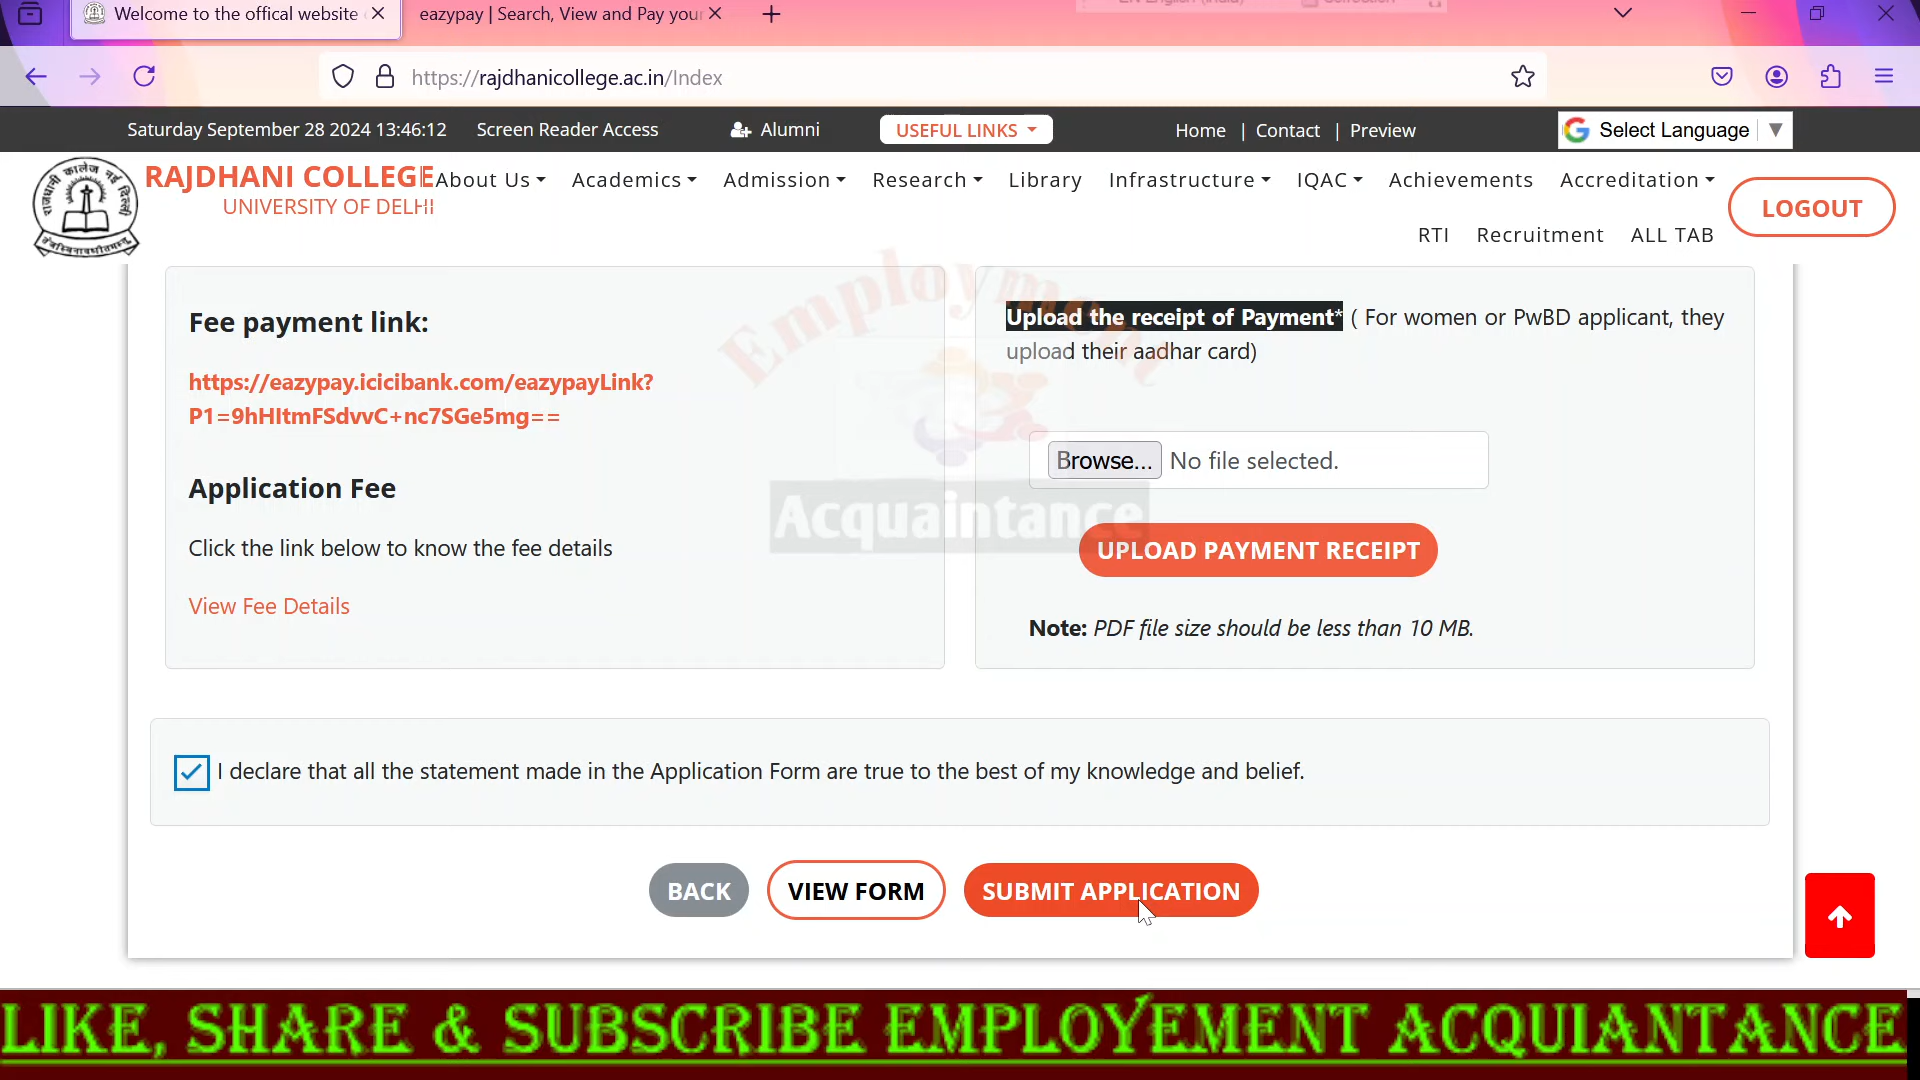 Welcome to the offical website
eazypay | Search, View and Pay your
https://rajdhanicollege.ac.in/Index
Saturday September 28 2024 13:46:12
Screen Reader Access
Alumni
USEFUL LINKS
Home | Contact | Preview
Select Language
RAJDHANI COLLEGE
UNIVERSITY OF DELHI
About Us
Academics
Admission
Research
Library
Infrastructure
IQAC
Achievements
Accreditation
LOGOUT
RTI
Recruitment
ALL TAB
राजधानी कालेज नई दिल्ली
Fee payment link:
https://eazypay.icicibank.com/eazypayLink?
P1=9hHItmFSdvvC+nc7SGe5mg==
Application Fee
Click the link below to know the fee details
View Fee Details
Upload the receipt of Payment* ( For women or PwBD applicant, they
upload their aadhar card)
Browse... No file selected.
UPLOAD PAYMENT RECEIPT
Note: PDF file size should be less than 10 MB.
Employment
Acquaintance
I declare that all the statement made in the Application Form are true to the best of my knowledge and belief.
BACK
VIEW FORM
SUBMIT APPLICATION
LIKE, SHARE & SUBSCRIBE EMPLOYEMENT ACQUIANTANCE